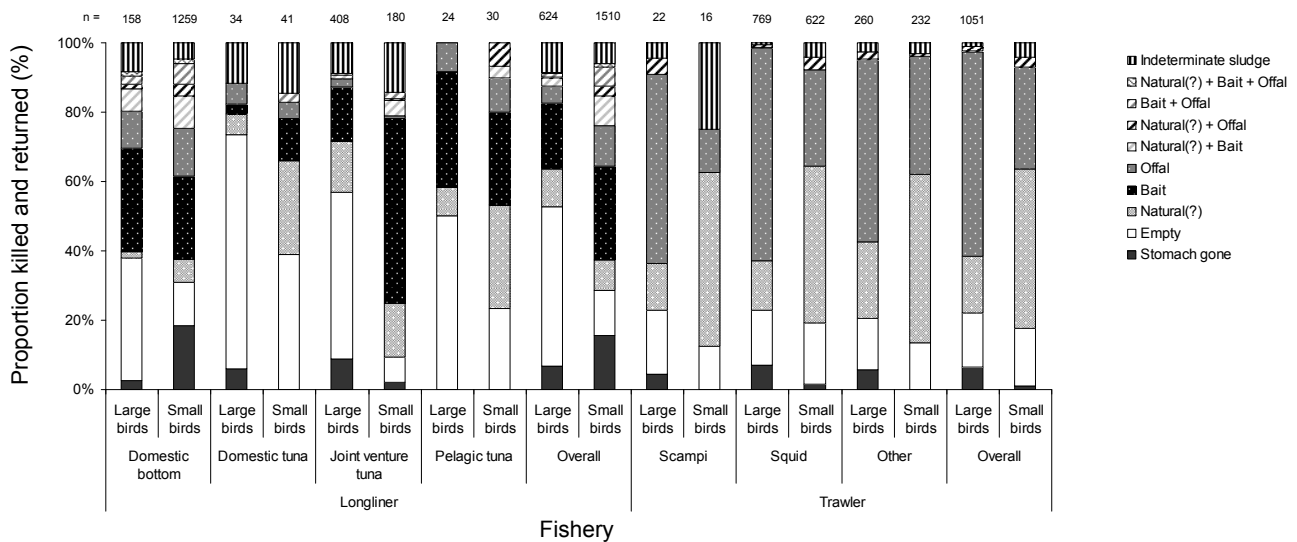 n = 158 1259 34 41 408 180 24 30 624 1510 22 16 769 622 260 232 1051
100%
80%
60%
40%
20%
0%
Proportion killed and returned (%)
Indeterminate sludge
Natural(?) + Bait + Offal
Bait + Offal
Natural(?) + Offal
Natural(?) + Bait
Offal
Bait
Natural(?)
Empty
Stomach gone
Large Small Large Small Large Small Large Small Large Small Large Small Large Small Large Small Large Small
birds birds birds birds birds birds birds birds birds birds birds birds birds birds birds birds birds birds
Domestic bottom Domestic tuna Joint venture tuna Pelagic tuna Overall Scampi Squid Other Overall
Longliner Trawler
Fishery